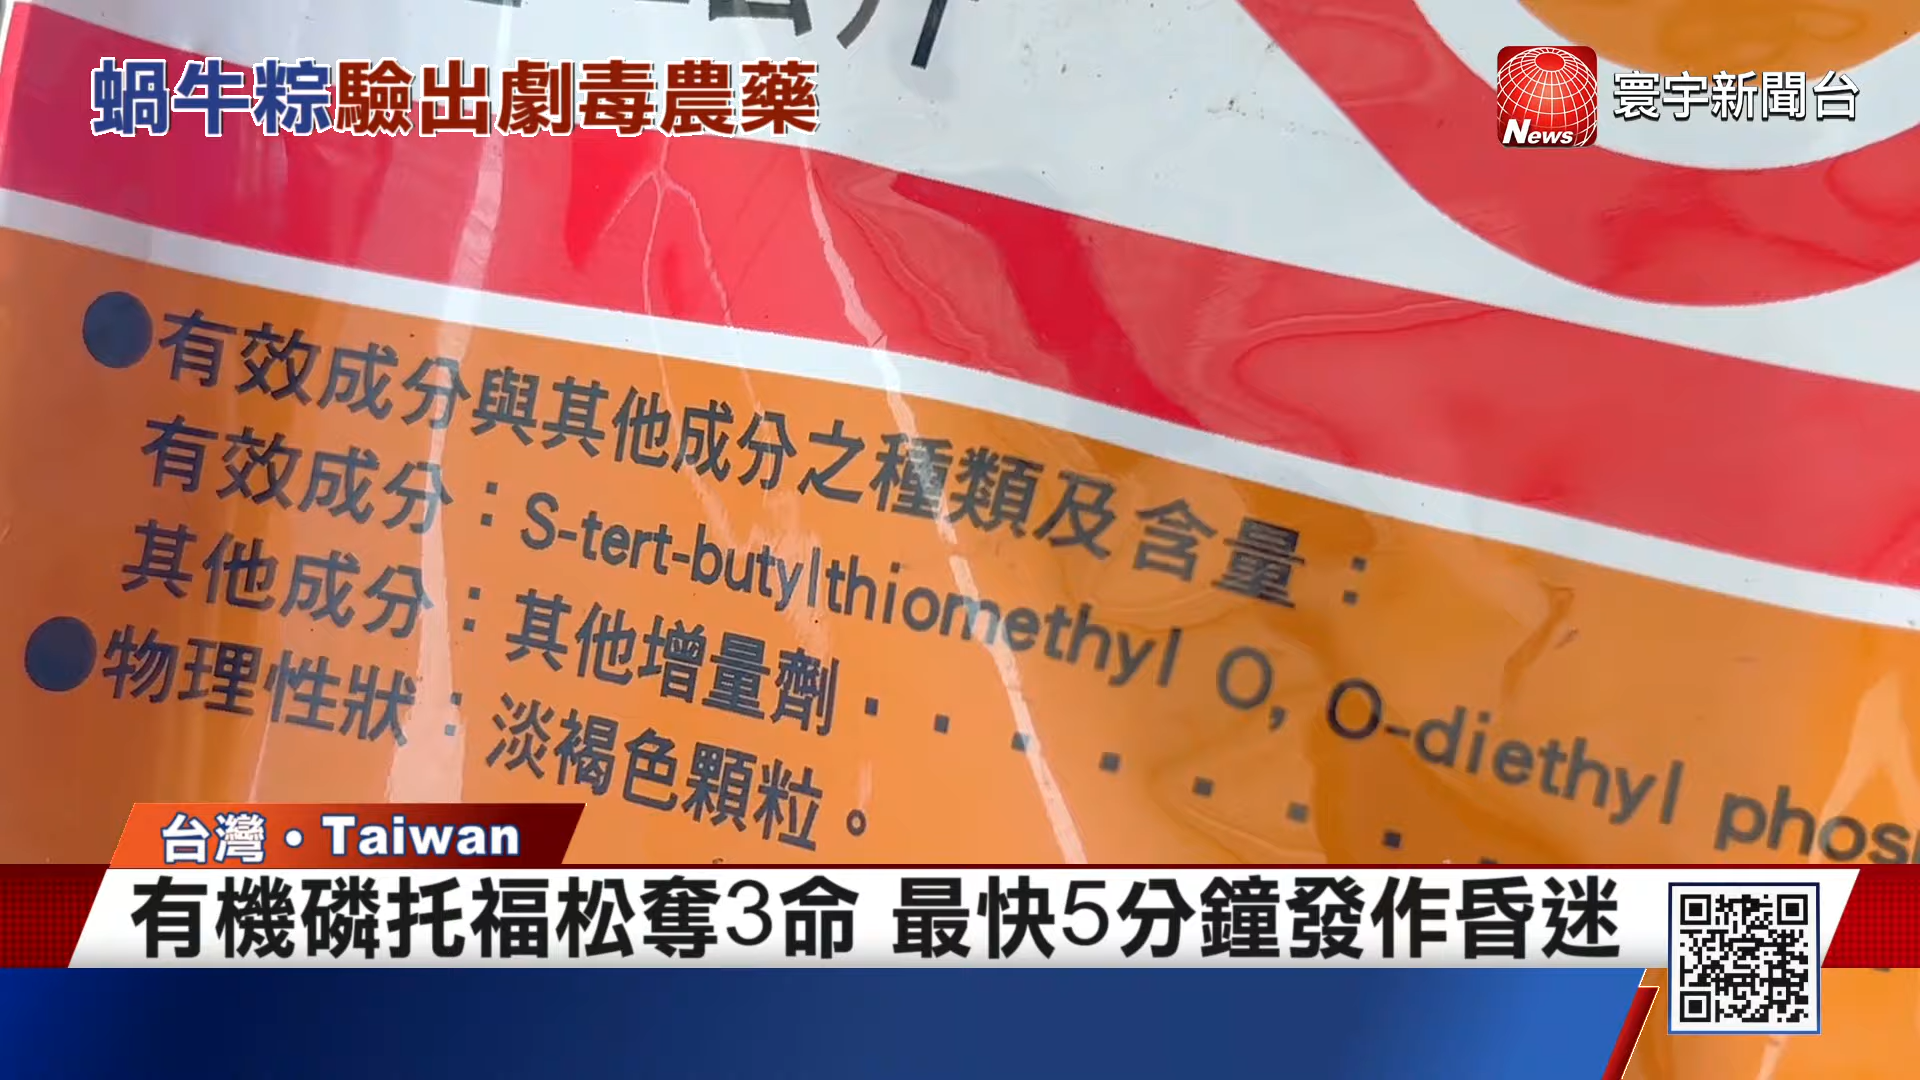 蝸牛粽驗出劇毒農藥
News
寰宇新聞台
●有效成分與其他成分之種類及含量：
有效成分：S-tert-butylthiomethyl O, O-diethyl phos
其他成分：其他增量劑．．．．．．．．
●物理性狀：淡褐色顆粒。
台灣・Taiwan
有機磷托福松奪3命 最快5分鐘發作昏迷